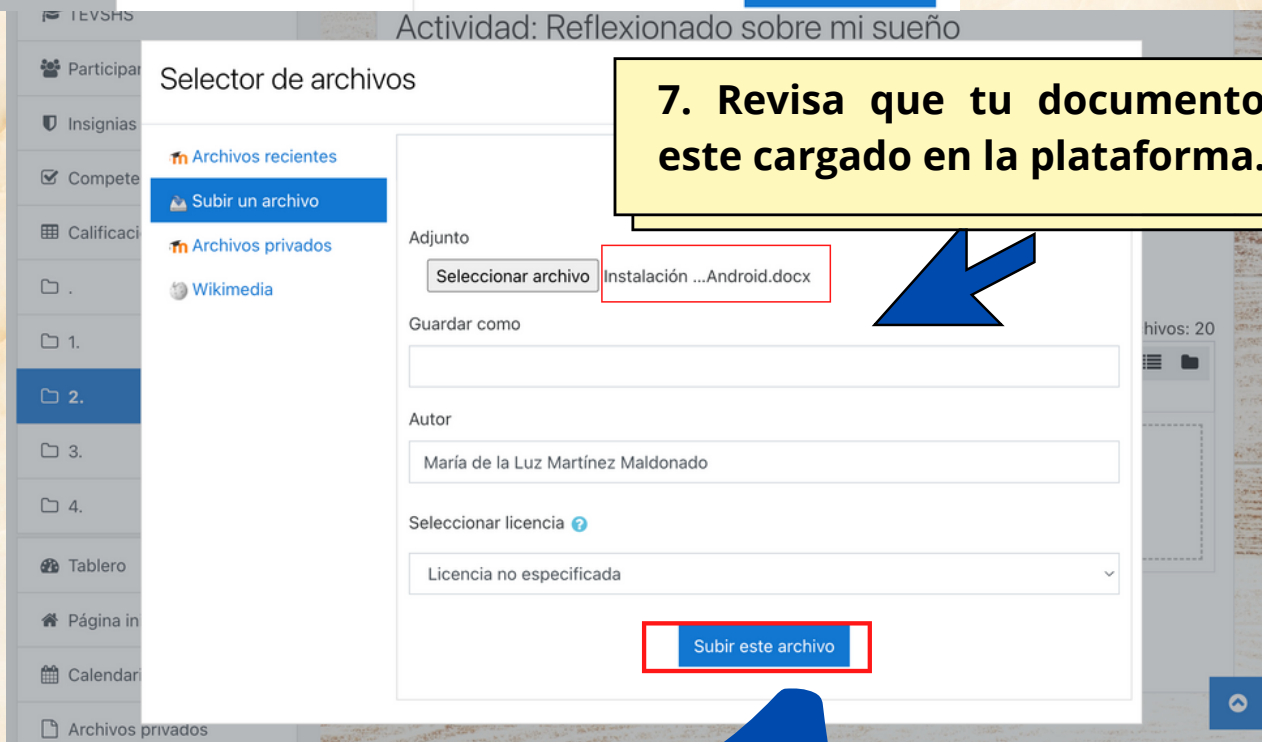 TEVSHS
Actividad: Reflexionado sobre mi sueño
Participan
Selector de archivos
7. Revisa que tu documento
este cargado en la plataforma.
Insignias
Archivos recientes
Compete
Subir un archivo
Calificaci
Archivos privados
Adjunto
Seleccionar archivo Instalación ...Android.docx
.
Wikimedia
Guardar como
hivos: 20
1.
2.
Autor
3.
María de la Luz Martínez Maldonado
4.
Seleccionar licencia
Tablero
Licencia no especificada
Página in
Subir este archivo
Calendari
Archivos privados